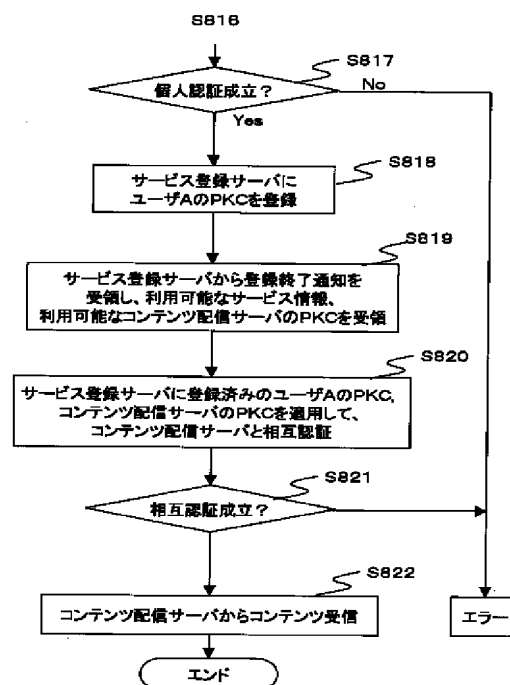 S816
S817
個人認証成立?
No
Yes
S818
サービス登録サーバに
ユーザAのPKCを登録
S819
サービス登録サーバから登録終了通知を
受領し、利用可能なサービス情報、
利用可能なコンテンツ配信サーバのPKCを受領
S820
サービス登録サーバに登録済みのユーザAのPKC,
コンテンツ配信サーバのPKCを適用して、
コンテンツ配信サーバと相互認証
S821
相互認証成立?
S822
コンテンツ配信サーバからコンテンツ受信
エラー
エンド